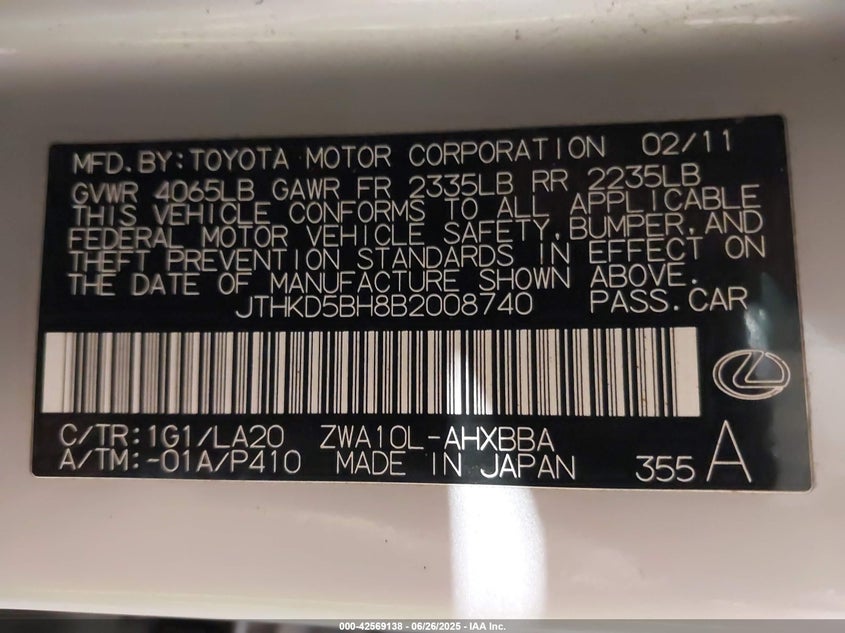 MFD. BY: TOYOTA MOTOR CORPORATION 02/11
GVWR 4065LB GAWR FR 2335LB RR 2235LB
THIS VEHICLE CONFORMS TO ALL APPLICABLE
FEDERAL MOTOR VEHICLE SAFETY, BUMPER, AND
THEFT PREVENTION STANDARDS IN EFFECT ON
THE DATE OF MANUFACTURE SHOWN ABOVE.
JTHKD5BH8B2008740 PASS. CAR
C/TR: 1G1/LA20 ZWA10L-AHXBBA
A/TM: -01A/P410 MADE IN JAPAN 355 A
000-42569138 - 06/26/2025 - IAA Inc.